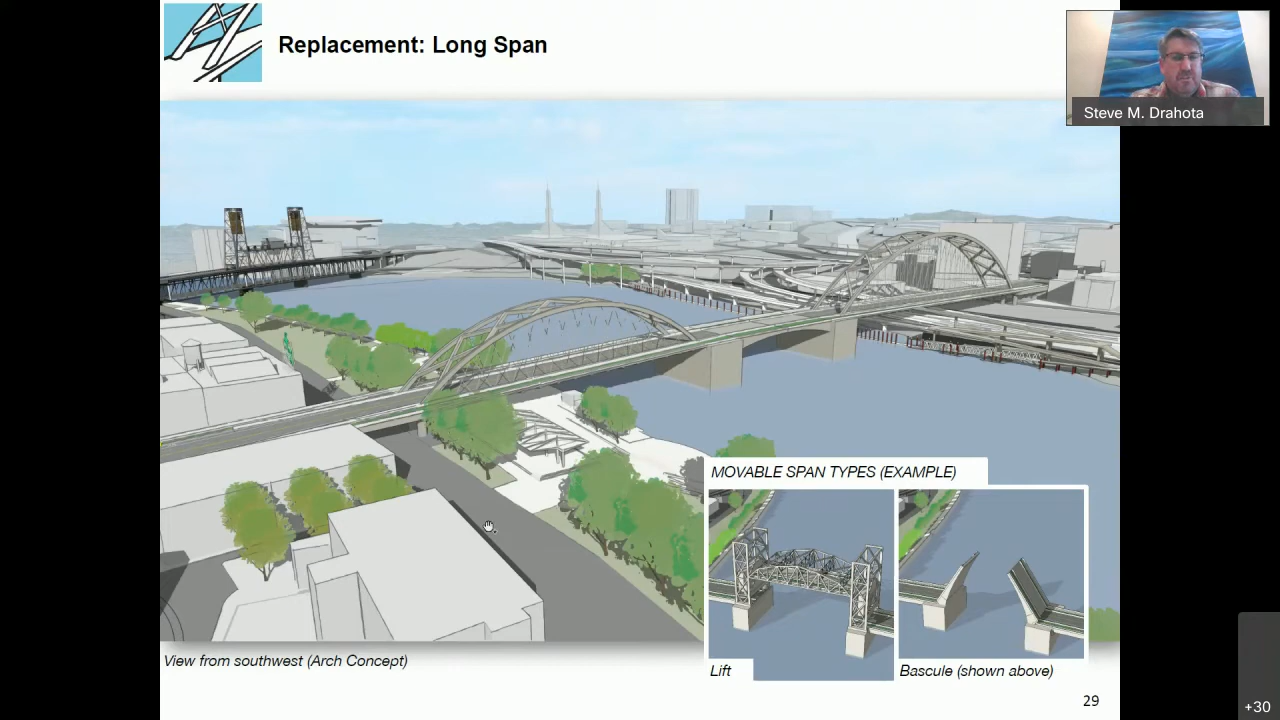 Replacement: Long Span
Steve M. Drahota
MOVABLE SPAN TYPES (EXAMPLE)
View from southwest (Arch Concept)
Lift
Bascule (shown above)
29
+30